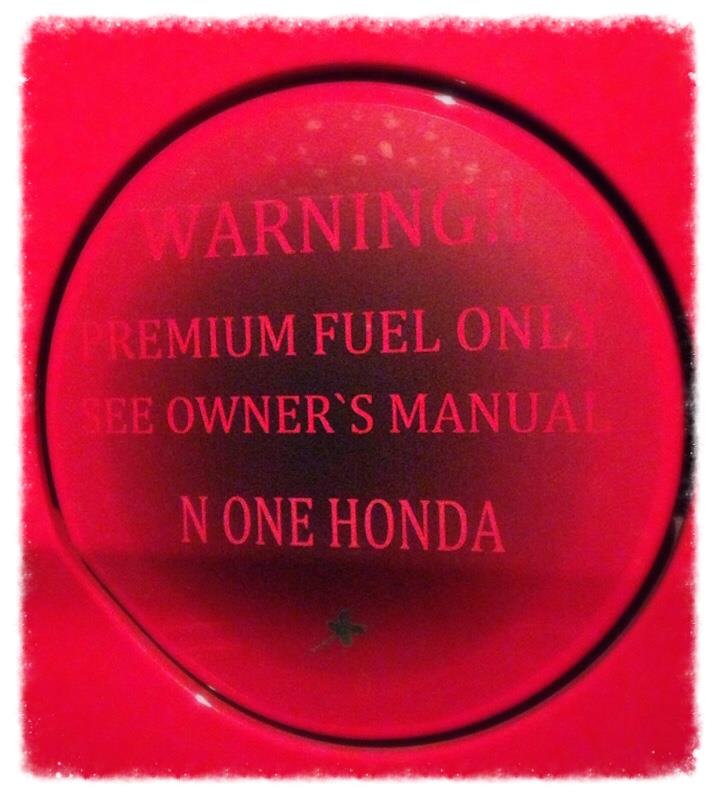 WARNING!!
PREMIUM FUEL ONLY
SEE OWNER`S MANUAL
N ONE HONDA